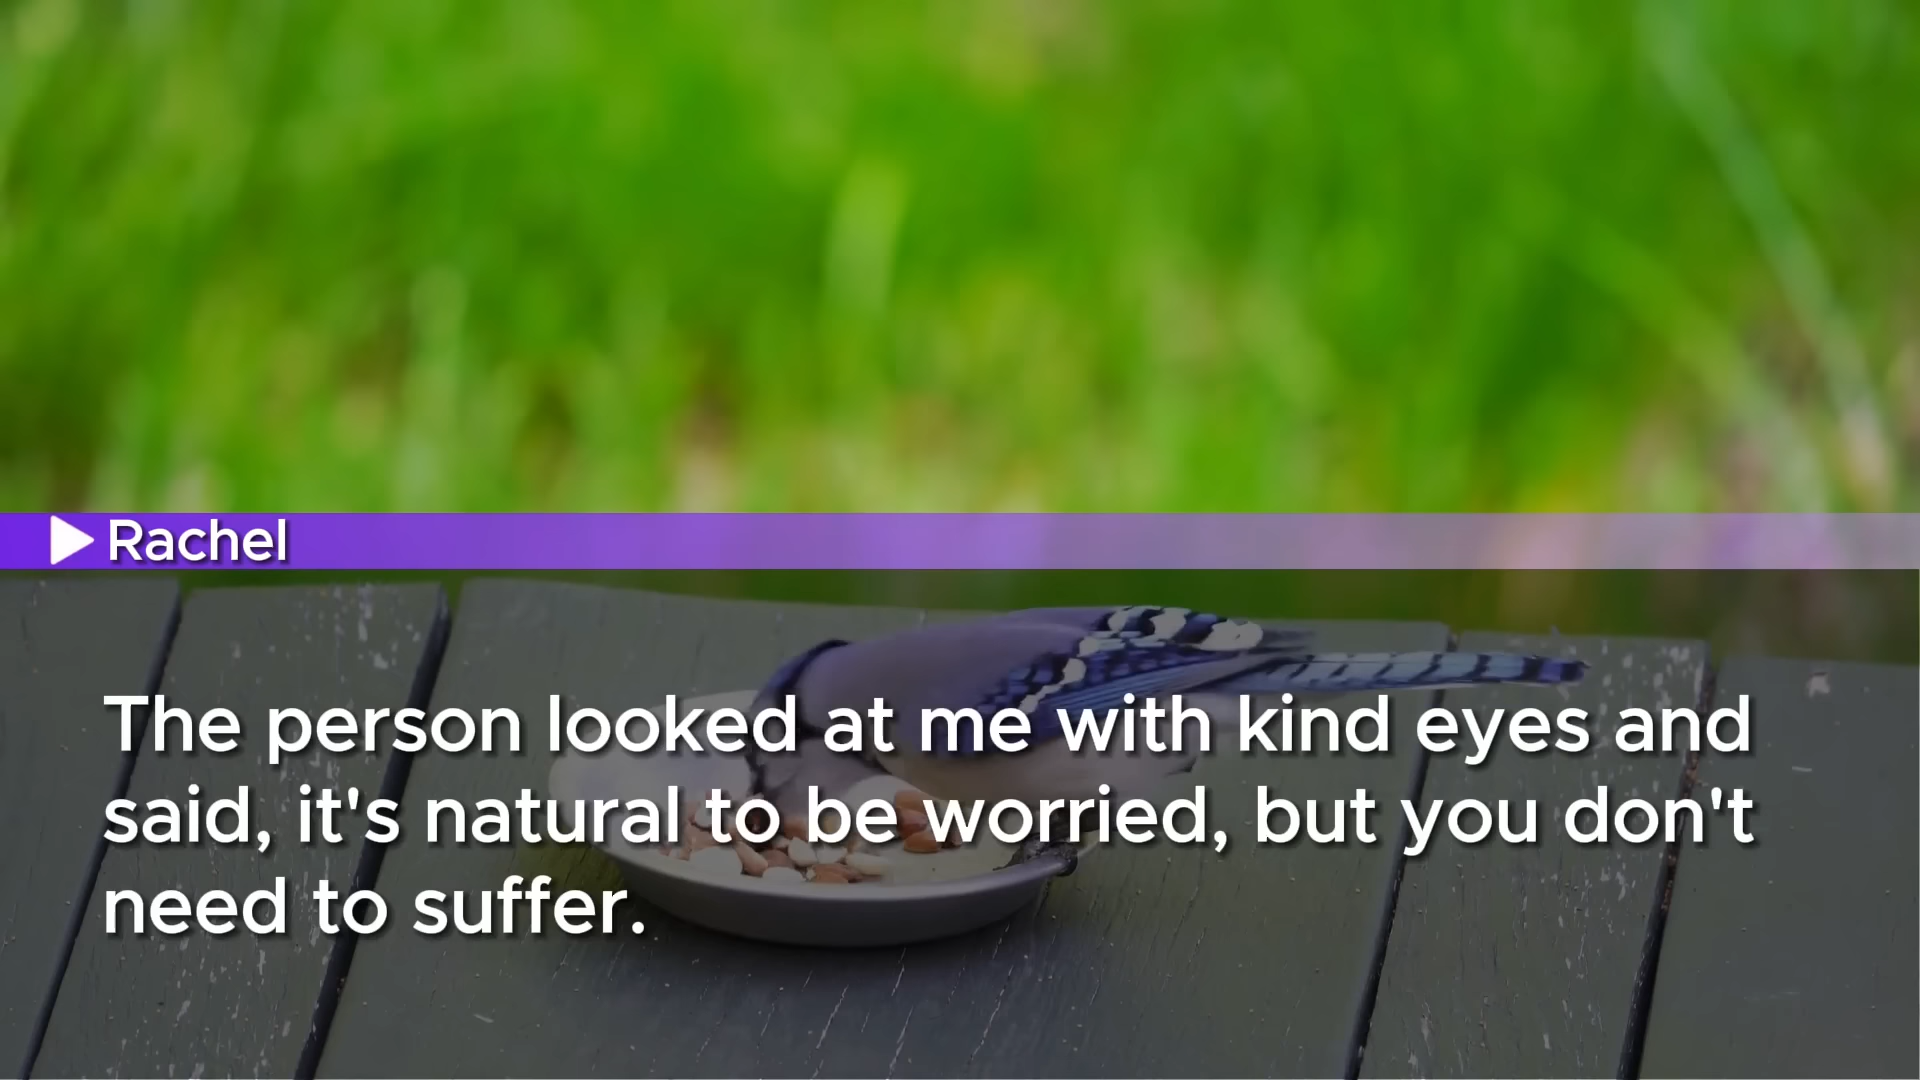 Rachel
The person looked at me with kind eyes and
said, it's natural to be worried, but you don't
need to suffer.